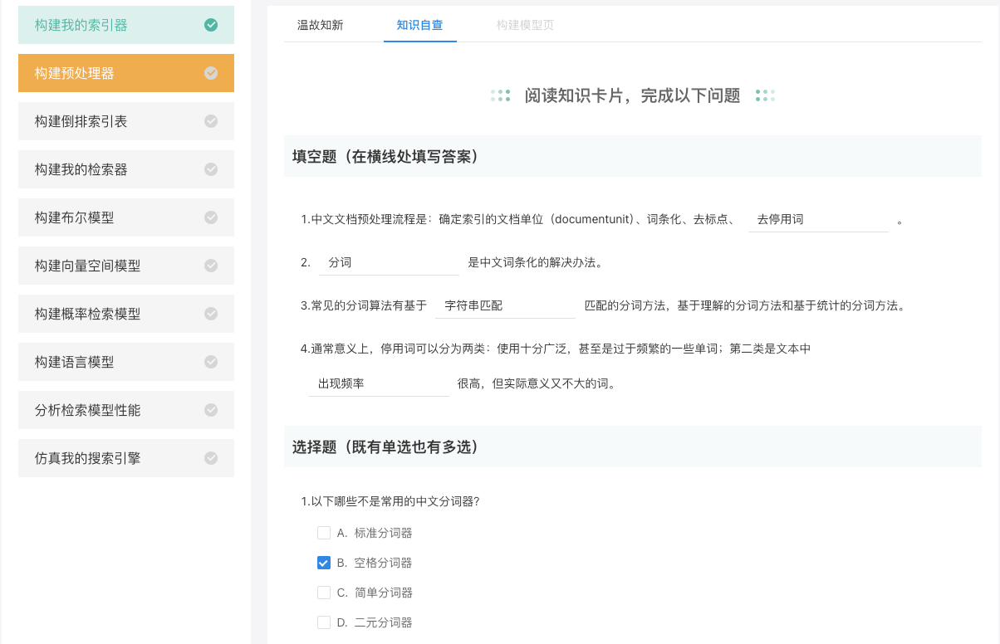 构建我的索引器
构建预处理器
构建倒排索引表
构建我的检索器
构建布尔模型
构建向量空间模型
构建概率检索模型
构建语言模型
分析检索模型性能
仿真我的搜索引擎
温故知新 知识自查 构建模型页
阅读知识卡片，完成以下问题
填空题（在横线处填写答案）
1.中文文档预处理流程是：确定索引的文档单位（documentunit）、词条化、去标点、 去停用词 。
2. 分词 是中文词条化的解决办法。
3.常见的分词算法有基于 字符串匹配 匹配的分词方法，基于理解的分词方法和基于统计的分词方法。
4.通常意义上，停用词可以分为两类：使用十分广泛，甚至是过于频繁的一些单词；第二类是文本中
出现频率 很高，但实际意义又不大的词。
选择题（既有单选也有多选）
1.以下哪些不是常用的中文分词器?
A. 标准分词器
B. 空格分词器
C. 简单分词器
D. 二元分词器